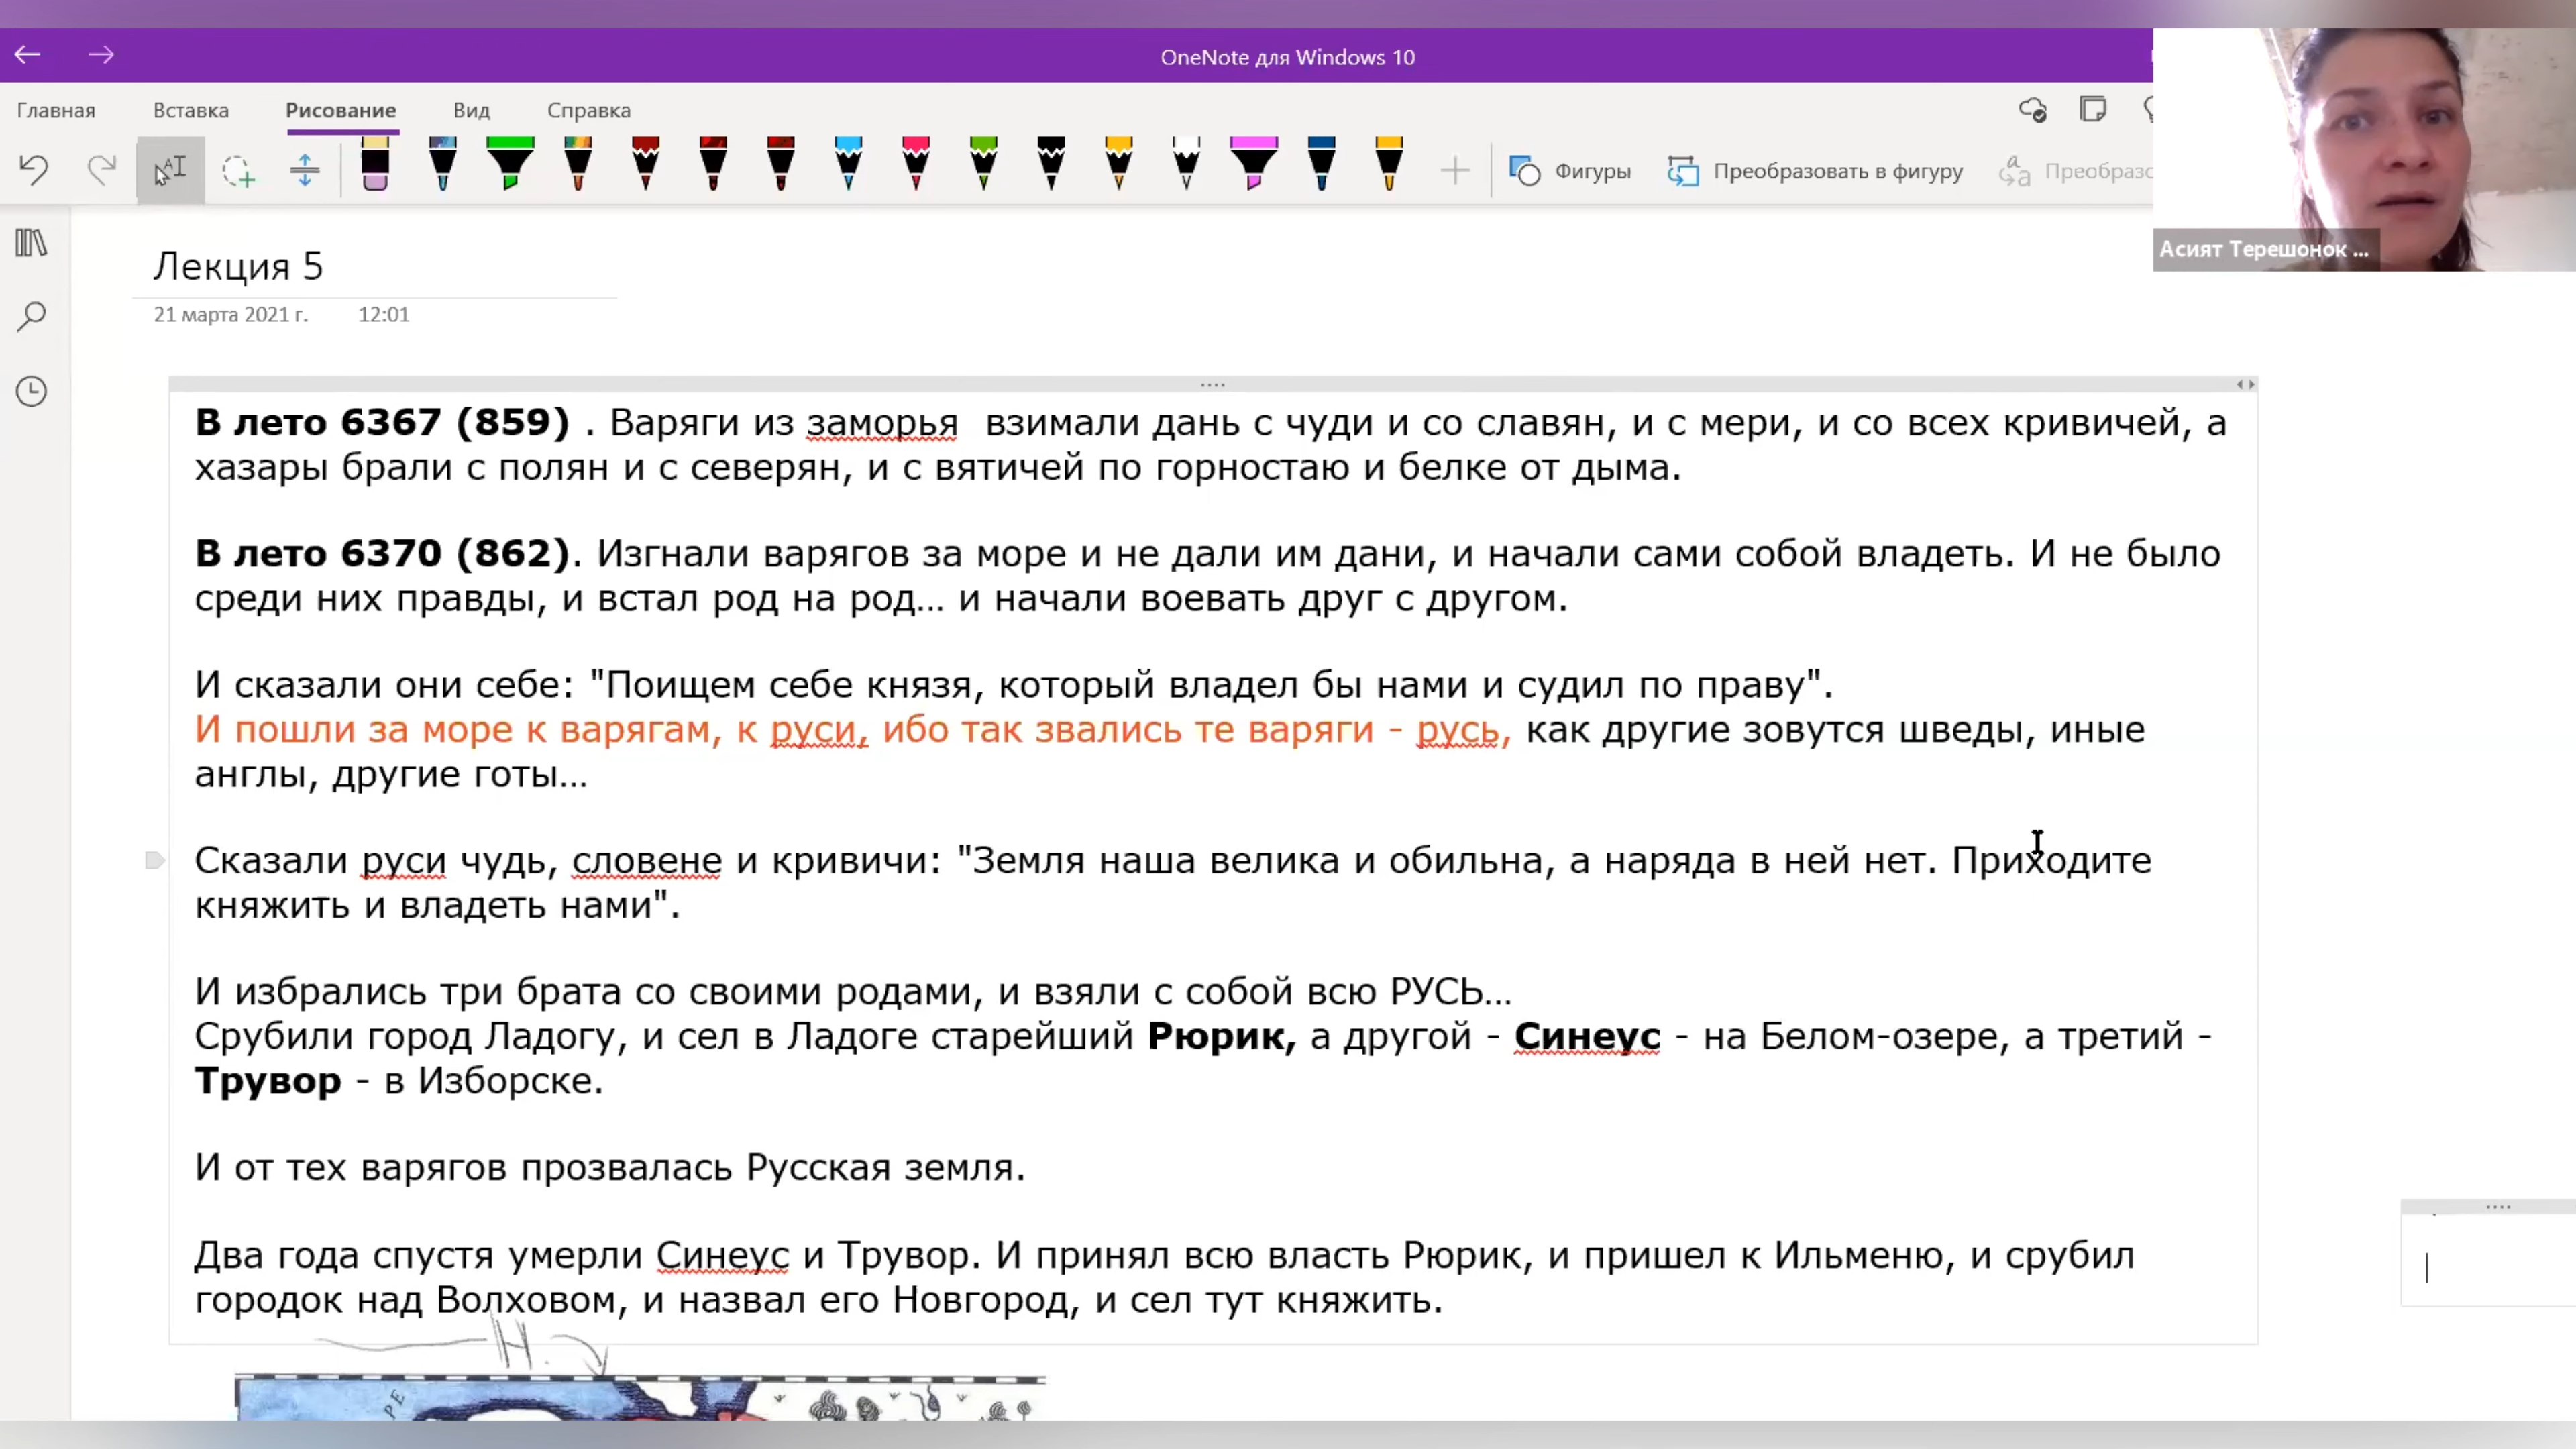 OneNote для Windows 10
Главная Вставка Рисование Вид Справка
Фигуры Преобразовать в фигуру Преобразо
Асият Терешонок ...
Лекция 5
21 марта 2021 г. 12:01
В лето 6367 (859) . Варяги из заморья взимали дань с чуди и со славян, и с мери, и со всех кривичей, а
хазары брали с полян и с северян, и с вятичей по горностаю и белке от дыма.
В лето 6370 (862). Изгнали варягов за море и не дали им дани, и начали сами собой владеть. И не было
среди них правды, и встал род на род... и начали воевать друг с другом.
И сказали они себе: "Поищем себе князя, который владел бы нами и судил по праву".
И пошли за море к варягам, к руси, ибо так звались те варяги - русь, как другие зовутся шведы, иные
англы, другие готы...
Сказали руси чудь, словене и кривичи: "Земля наша велика и обильна, а наряда в ней нет. Приходите
княжить и владеть нами".
И избрались три брата со своими родами, и взяли с собой всю РУСЬ...
Срубили город Ладогу, и сел в Ладоге старейший Рюрик, а другой - Синеус - на Белом-озере, а третий -
Трувор - в Изборске.
И от тех варягов прозвалась Русская земля.
Два года спустя умерли Синеус и Трувор. И принял всю власть Рюрик, и пришел к Ильменю, и срубил
городок над Волховом, и назвал его Новгород, и сел тут княжить.
Н.
РЕ